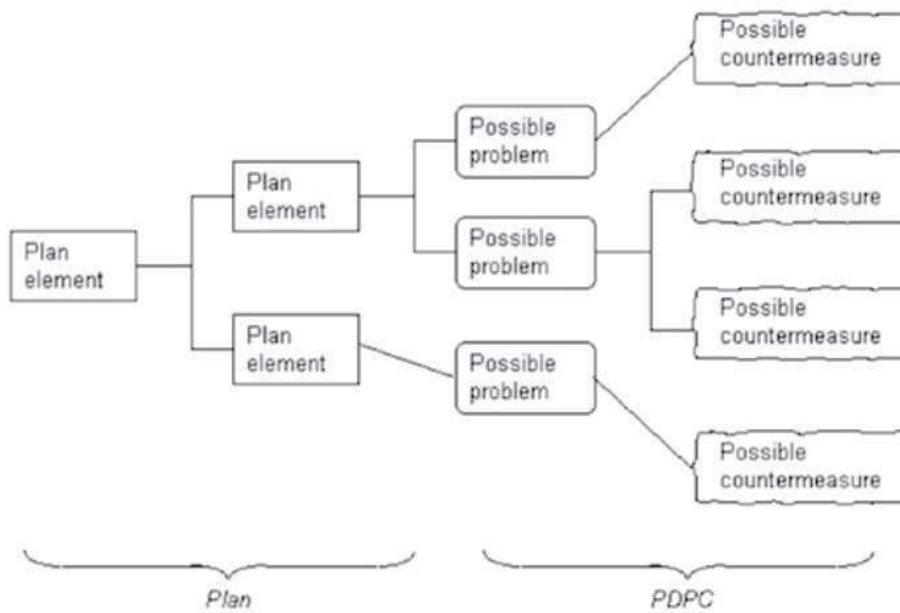 Plan
element
Plan
element
Plan
element
Possible
problem
Possible
problem
Possible
problem
Possible
countermeasure
Possible
countermeasure
Possible
countermeasure
Possible
countermeasure
Plan
PDPC